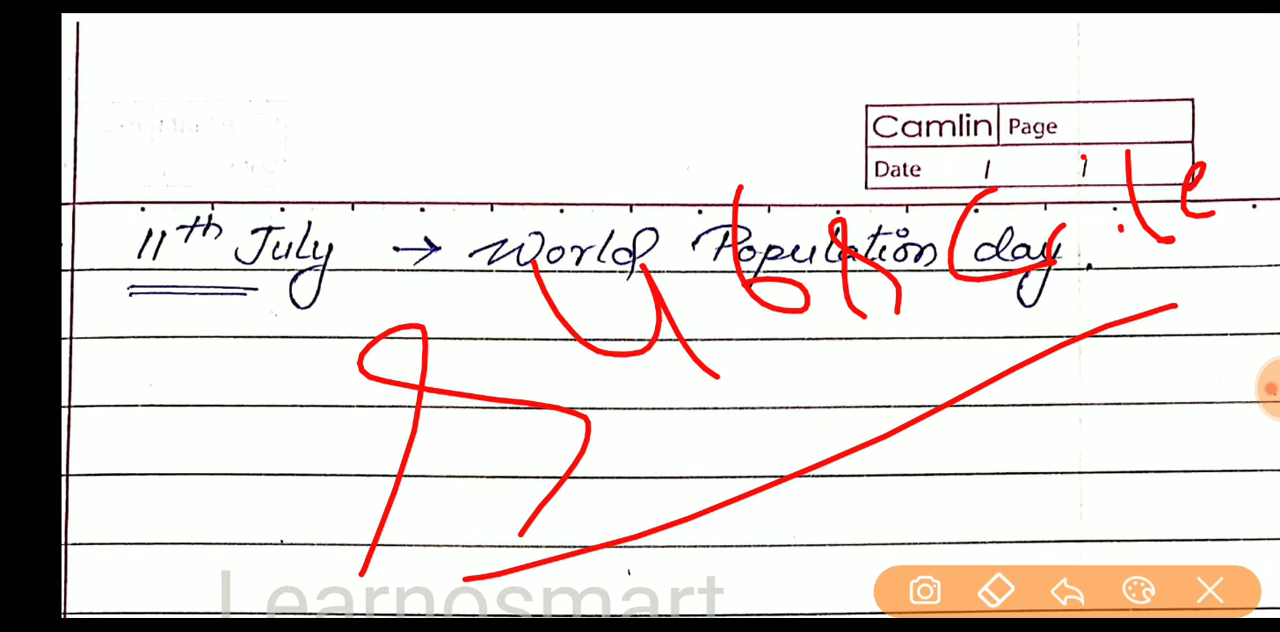 Camlin Page
Date / /
11th July → World Population day.
Learnosmart